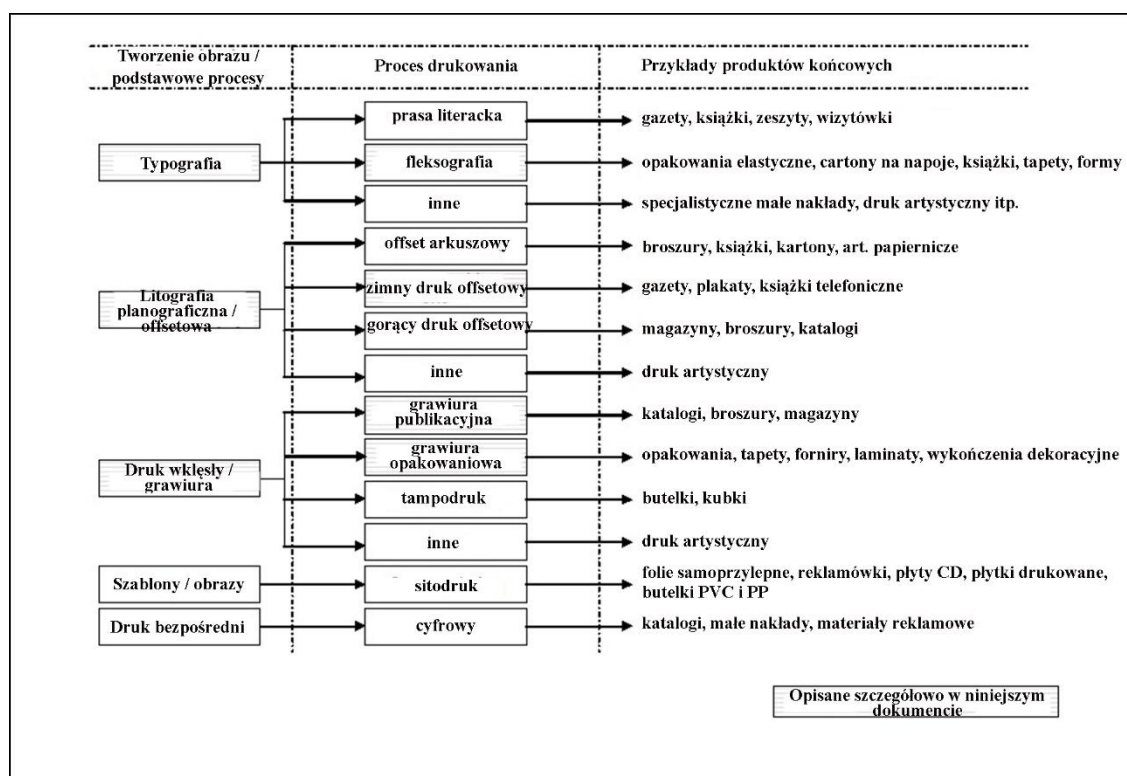 Tworzenie obrazu /
podstawowe procesy
Proces drukowania
Przykłady produktów końcowych
Typografia
prasa literacka
gazety, książki, zeszyty, wizytówki
fleksografia
opakowania elastyczne, cartony na napoje, książki, tapety, formy
inne
specjalistyczne małe nakłady, druk artystyczny itp.
Litografia
planograficzna /
offsetowa
offset arkuszowy
broszury, książki, kartony, art. papiernicze
zimny druk offsetowy
gazety, plakaty, książki telefoniczne
gorący druk offsetowy
magazyny, broszury, katalogi
inne
druk artystyczny
Druk wklęsły /
grawiura
grawiura
publikacyjna
katalogi, broszury, magazyny
grawiura
opakowaniowa
opakowania, tapety, forniry, laminaty, wykończenia dekoracyjne
tampodruk
butelki, kubki
inne
druk artystyczny
Szablony / obrazy
sitodruk
folie samoprzylepne, reklamówki, płyty CD, płytki drukowane,
butelki PVC i PP
Druk bezpośredni
cyfrowy
katalogi, małe nakłady, materiały reklamowe
Opisane szczegółowo w niniejszym
dokumencie